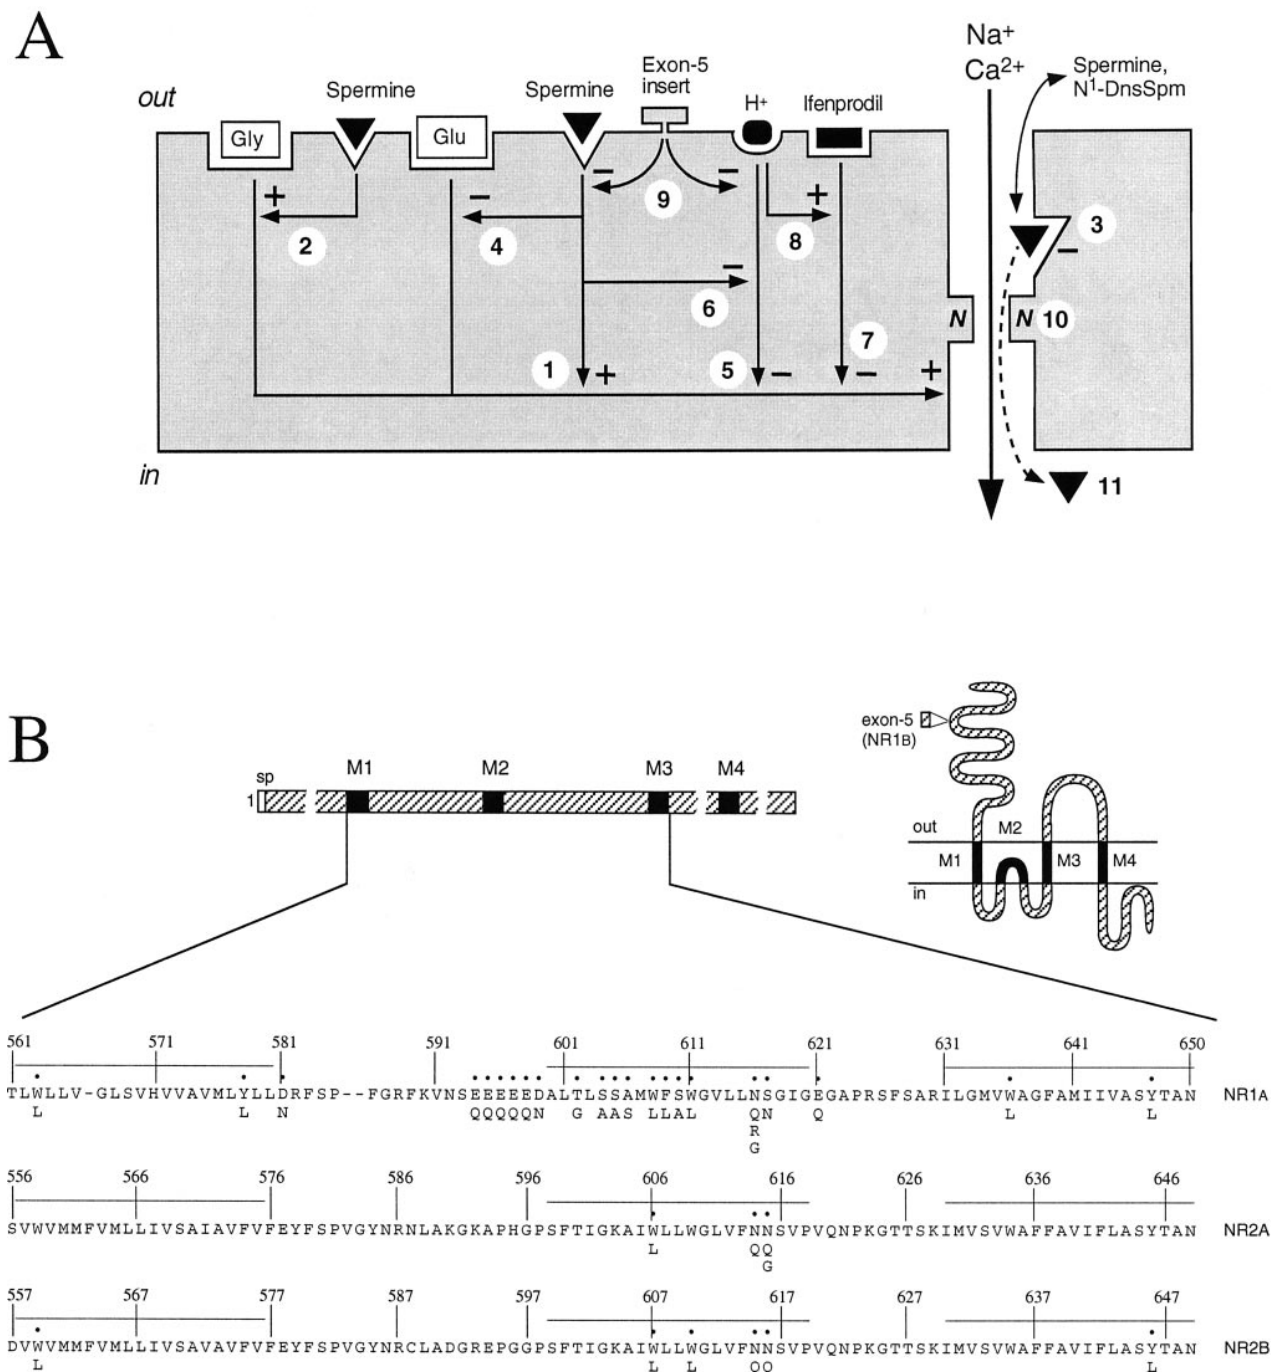 A
Na⁺
Ca²⁺
Spermine,
N¹-DnsSpm
out
Spermine
Spermine
Exon-5
insert
H⁺
Ifenprodil
Gly
Glu
+
−
−
−
9
+
3
2
4
8
−
−
6
N
N
10
7
1
+
5
−
−
+
in
11
B
exon-5
(NR1B)
sp
M1
M2
M3
M4
1
out
M2
M1
M3
M4
in
561 571 581 591 601 611 621 631 641 650
TLWLLV-GLSVHVVAVMLYLLDRFSP--FGRFKVNSEEEEEDALTLSSAMWFSWGVLLNSGIGEGAPRSFSARILGMVWAGFAMIIVASYTAN NR1A
L L N QQQQQN G AAS LLAL QN Q L L
R
G
556 566 576 586 596 606 616 626 636 646
SVWVMMFVMLLIVSAIAVFVFEYFSPVGYNRNLAKGKAPHGPSFTIGKAIWLLWGLVFNNSVPVQNPKGTTSKIMVSVWAFFAVIFLASYTAN NR2A
L QQ
G
557 567 577 587 597 607 617 627 637 647
DVWVMMFVMLLIVSAVAVFVFEYFSPVGYNRCLADGREPGGPSFTIGKAIWLLWGLVFNNSVPVQNPKGTTSKIMVSVWAFFAVIFLASYTAN NR2B
L L L QQ L